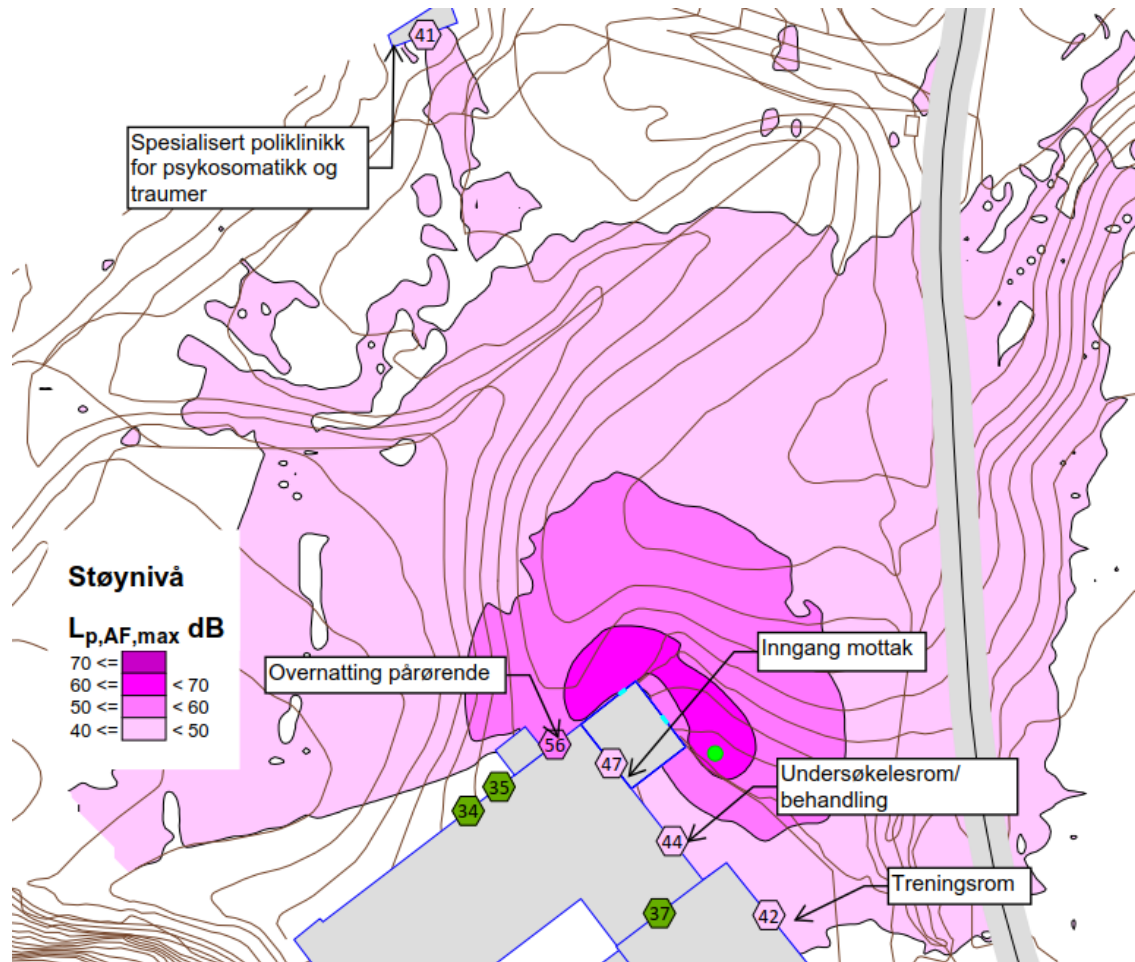 41
Spesialisert poliklinikk
for psykosomatikk og
traumer
Støynivå
Lp,AF,max dB
70 <=
60 <= < 70
50 <= < 60
40 <= < 50
Overnatting pårørende
Inngang mottak
56
47
35
34
Undersøkelesrom/
behandling
44
Treningsrom
37
42